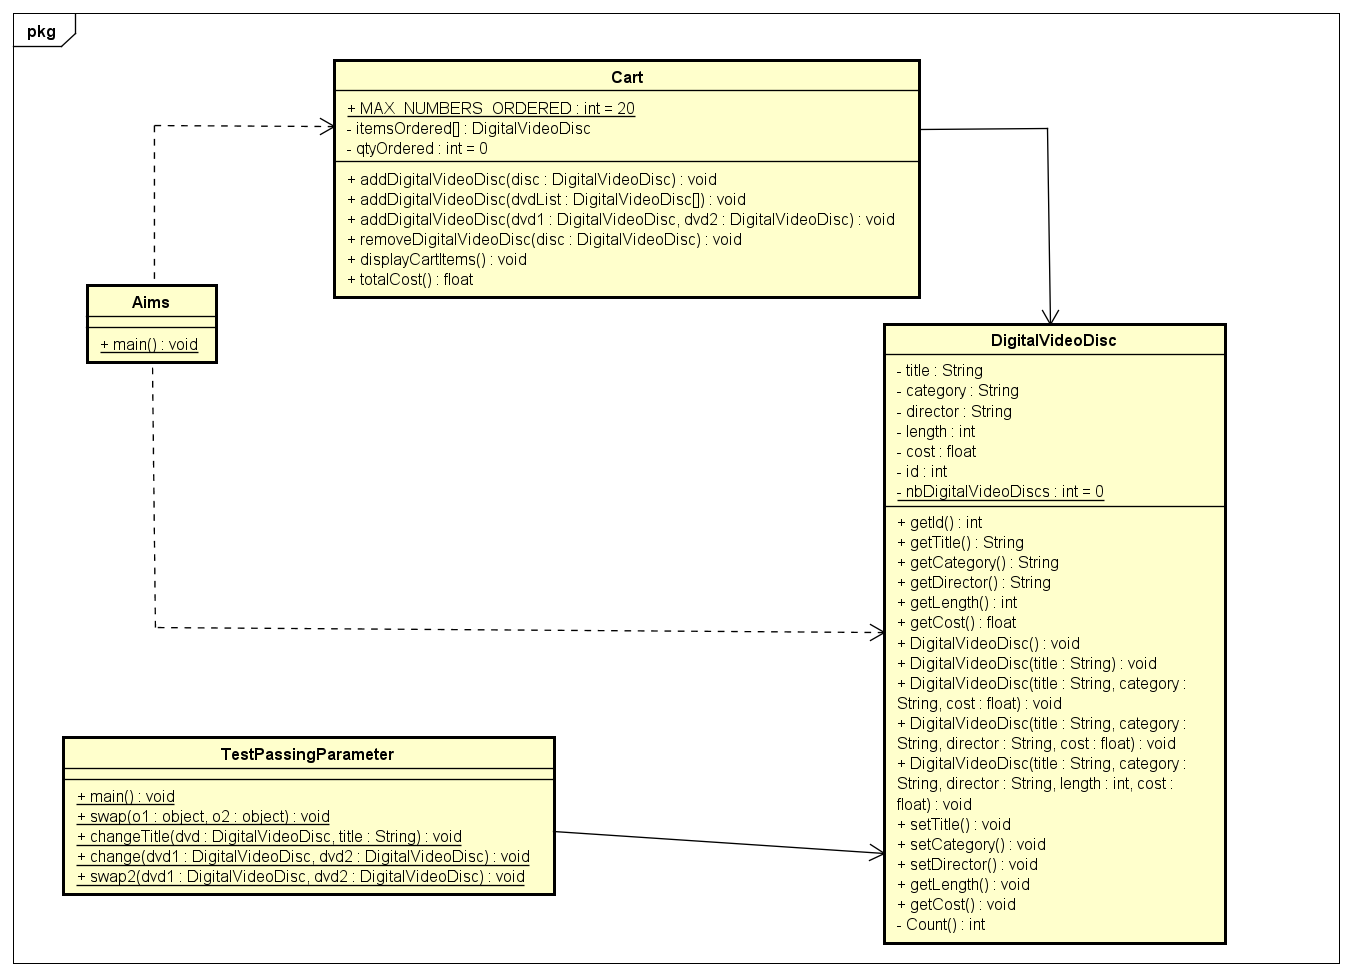 pkg
Cart
+ MAX_NUMBERS_ORDERED : int = 20
- itemsOrdered[] : DigitalVideoDisc
- qtyOrdered : int = 0
+ addDigitalVideoDisc(disc : DigitalVideoDisc) : void
+ addDigitalVideoDisc(dvdList : DigitalVideoDisc[]) : void
+ addDigitalVideoDisc(dvd1 : DigitalVideoDisc, dvd2 : DigitalVideoDisc) : void
+ removeDigitalVideoDisc(disc : DigitalVideoDisc) : void
+ displayCartItems() : void
+ totalCost() : float
Aims
+ main() : void
DigitalVideoDisc
- title : String
- category : String
- director : String
- length : int
- cost : float
- id : int
- nbDigitalVideoDiscs : int = 0
+ getId() : int
+ getTitle() : String
+ getCategory() : String
+ getDirector() : String
+ getLength() : int
+ getCost() : float
+ DigitalVideoDisc() : void
+ DigitalVideoDisc(title : String) : void
+ DigitalVideoDisc(title : String, category :
String, cost : float) : void
+ DigitalVideoDisc(title : String, category :
String, director : String, cost : float) : void
+ DigitalVideoDisc(title : String, category :
String, director : String, length : int, cost :
float) : void
+ setTitle() : void
+ setCategory() : void
+ setDirector() : void
+ getLength() : void
+ getCost() : void
- Count() : int
TestPassingParameter
+ main() : void
+ swap(o1 : object, o2 : object) : void
+ changeTitle(dvd : DigitalVideoDisc, title : String) : void
+ change(dvd1 : DigitalVideoDisc, dvd2 : DigitalVideoDisc) : void
+ swap2(dvd1 : DigitalVideoDisc, dvd2 : DigitalVideoDisc) : void